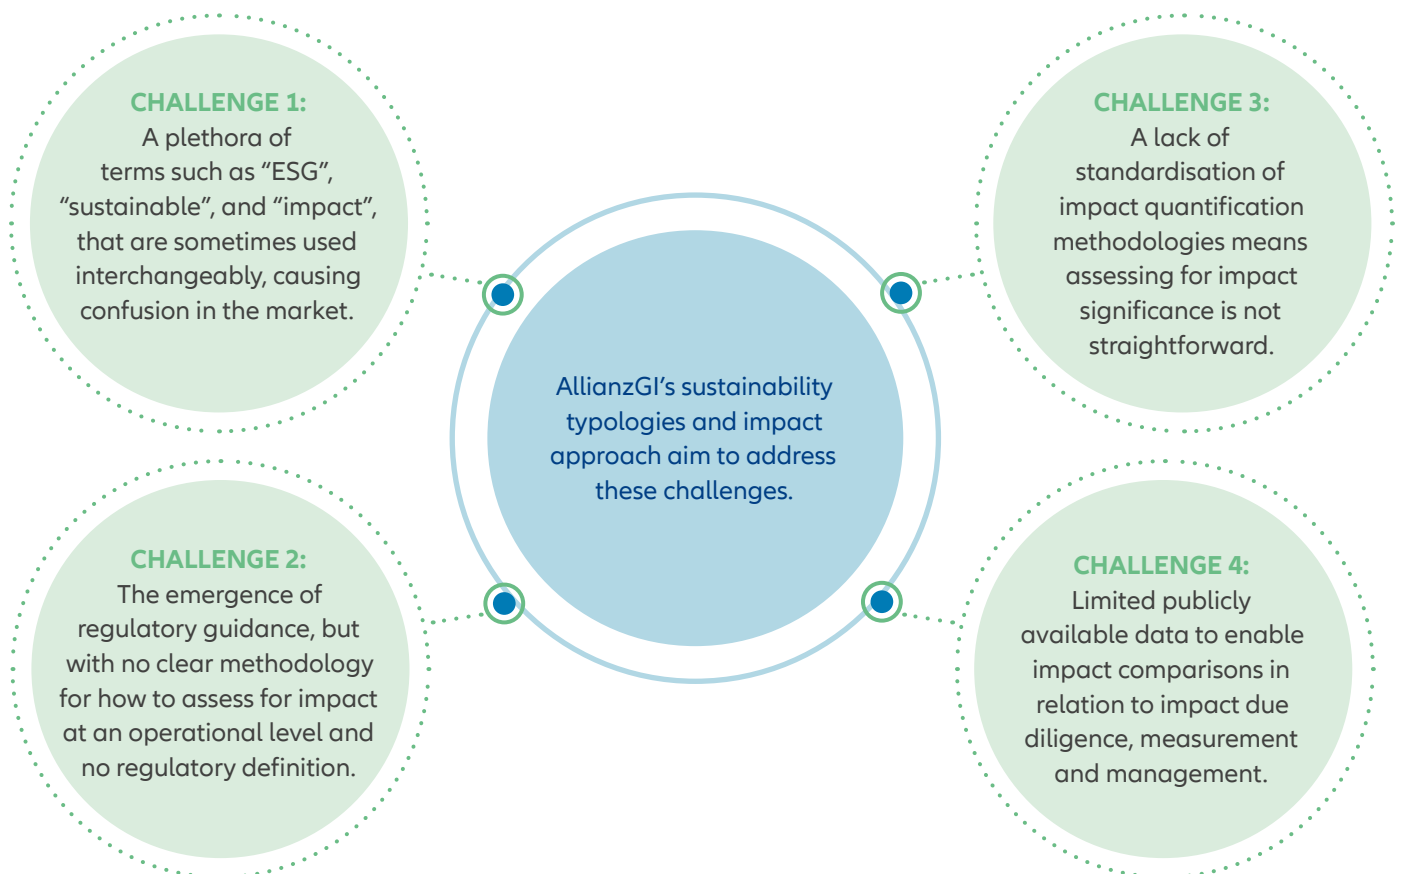 CHALLENGE 1:
A plethora of
terms such as “ESG”,
“sustainable”, and “impact”,
that are sometimes used
interchangeably, causing
confusion in the market.
CHALLENGE 2:
The emergence of
regulatory guidance, but
with no clear methodology
for how to assess for impact
at an operational level and
no regulatory definition.
AllianzGI’s sustainability
typologies and impact
approach aim to address
these challenges.
CHALLENGE 3:
A lack of
standardisation of
impact quantification
methodologies means
assessing for impact
significance is not
straightforward.
CHALLENGE 4:
Limited publicly
available data to enable
impact comparisons in
relation to impact due
diligence, measurement
and management.